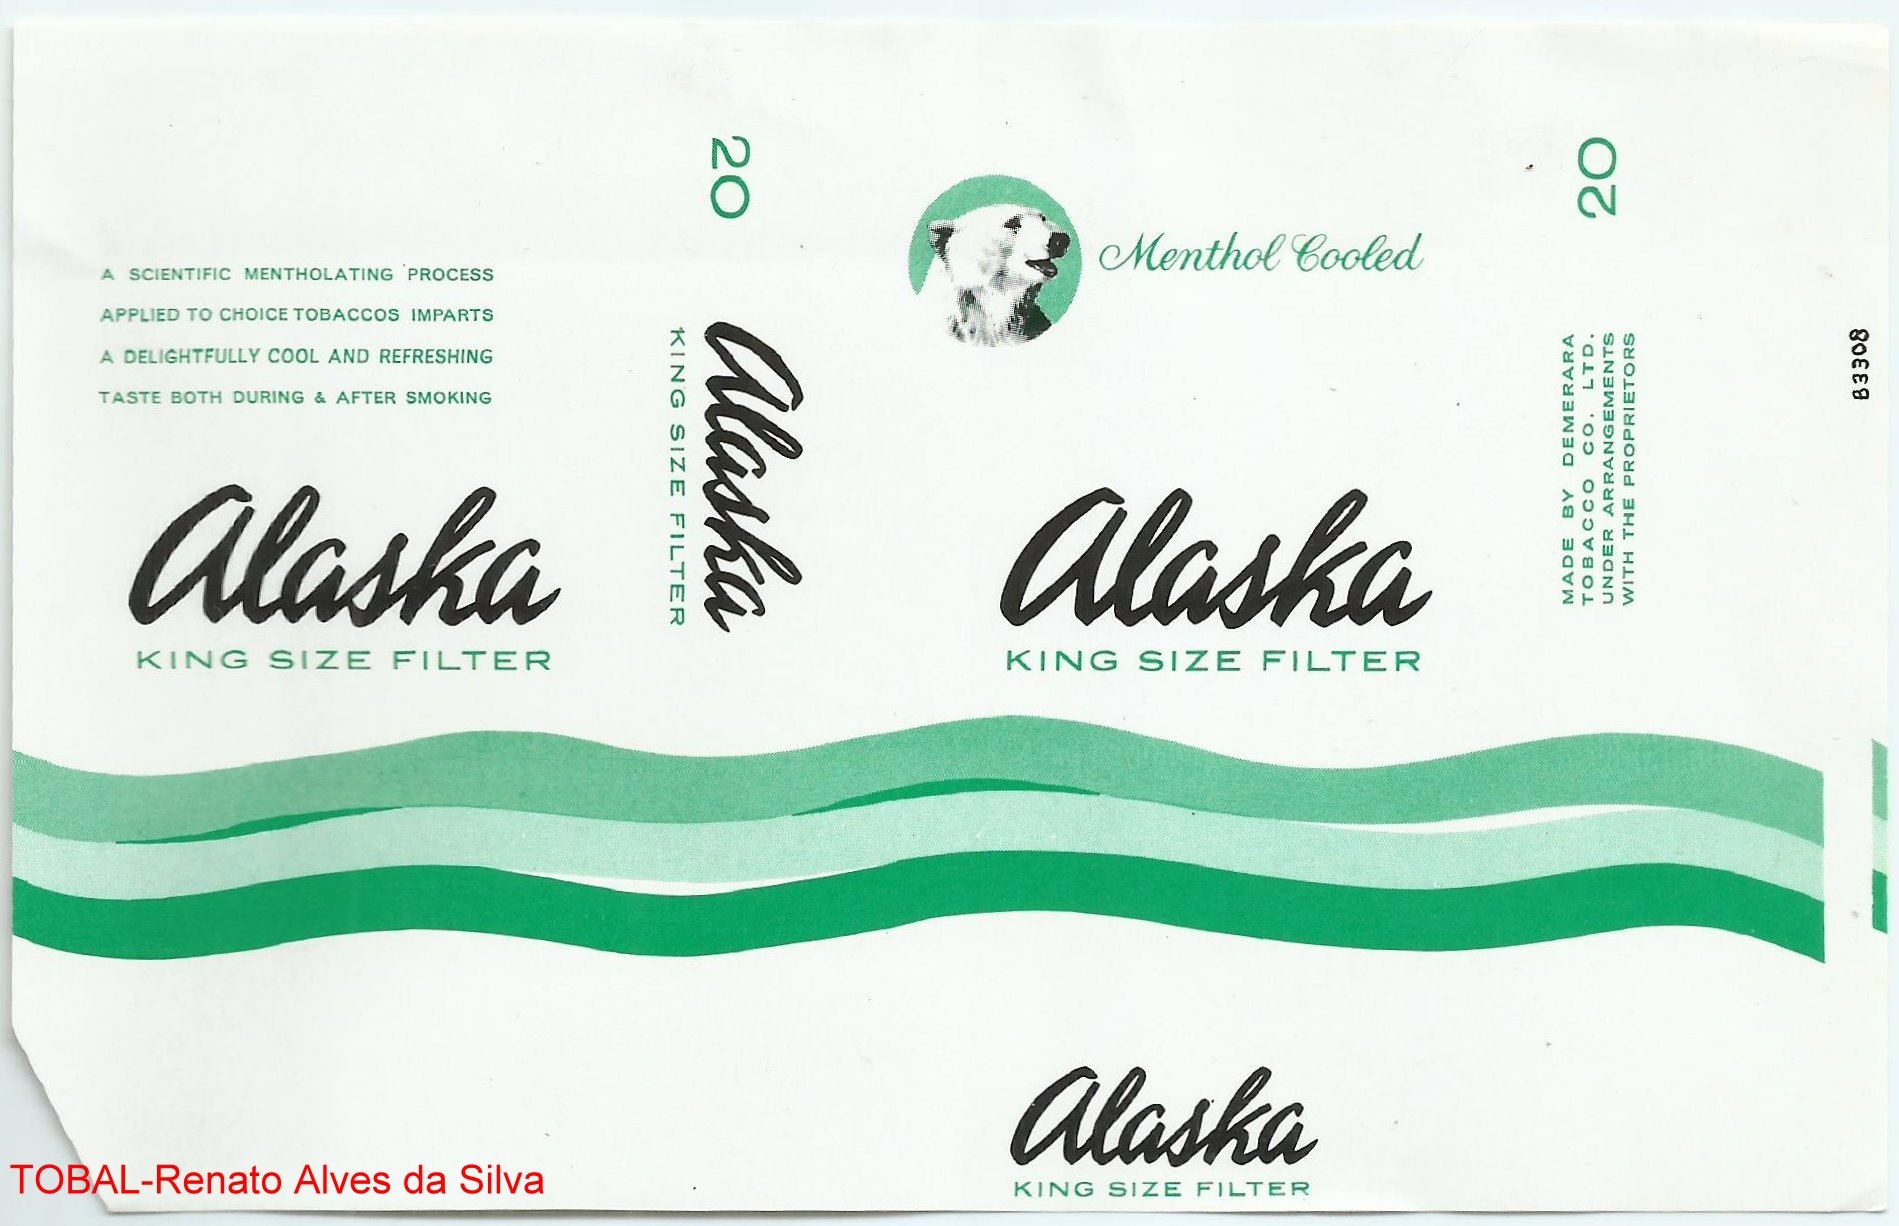 A SCIENTIFIC MENTHOLATING PROCESS
APPLIED TO CHOICE TOBACCOS IMPARTS
A DELIGHTFULLY COOL AND REFRESHING
TASTE BOTH DURING & AFTER SMOKING
Alaska
KING SIZE FILTER
20
Alaska
KING SIZE FILTER
Menthol Cooled
Alaska
KING SIZE FILTER
20
MADE BY DEMERARA
TOBACCO CO. LTD.
UNDER ARRANGEMENTS
WITH THE PROPRIETORS
B3308
Alaska
KING SIZE FILTER
TOBAL-Renato Alves da Silva